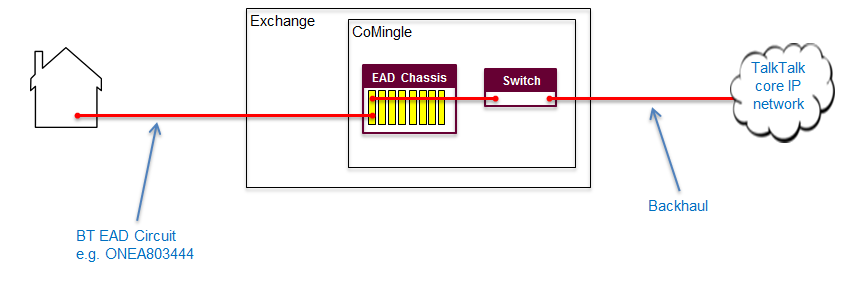 Exchange
CoMingle
EAD Chassis
Switch
TalkTalk
core IP
network
Backhaul
BT EAD Circuit
e.g. ONEA803444